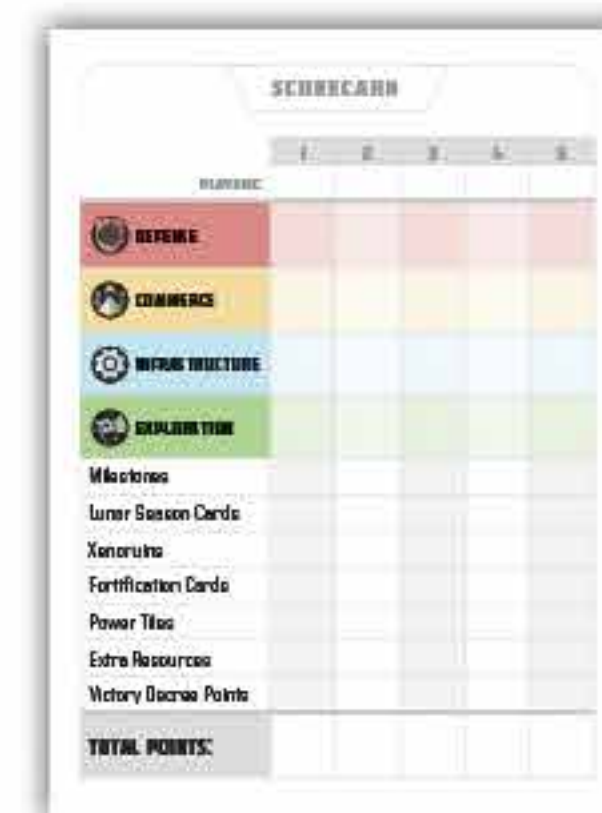 SCORECARD
1 2 3 4 5
PLAYERS:
DEFENSE
COMMERCE
INFRASTRUCTURE
EXPLORATION
Milestones
Lunar Season Cards
Xenoruins
Fortification Cards
Power Tiles
Extra Resources
Victory Decree Points
TOTAL POINTS: